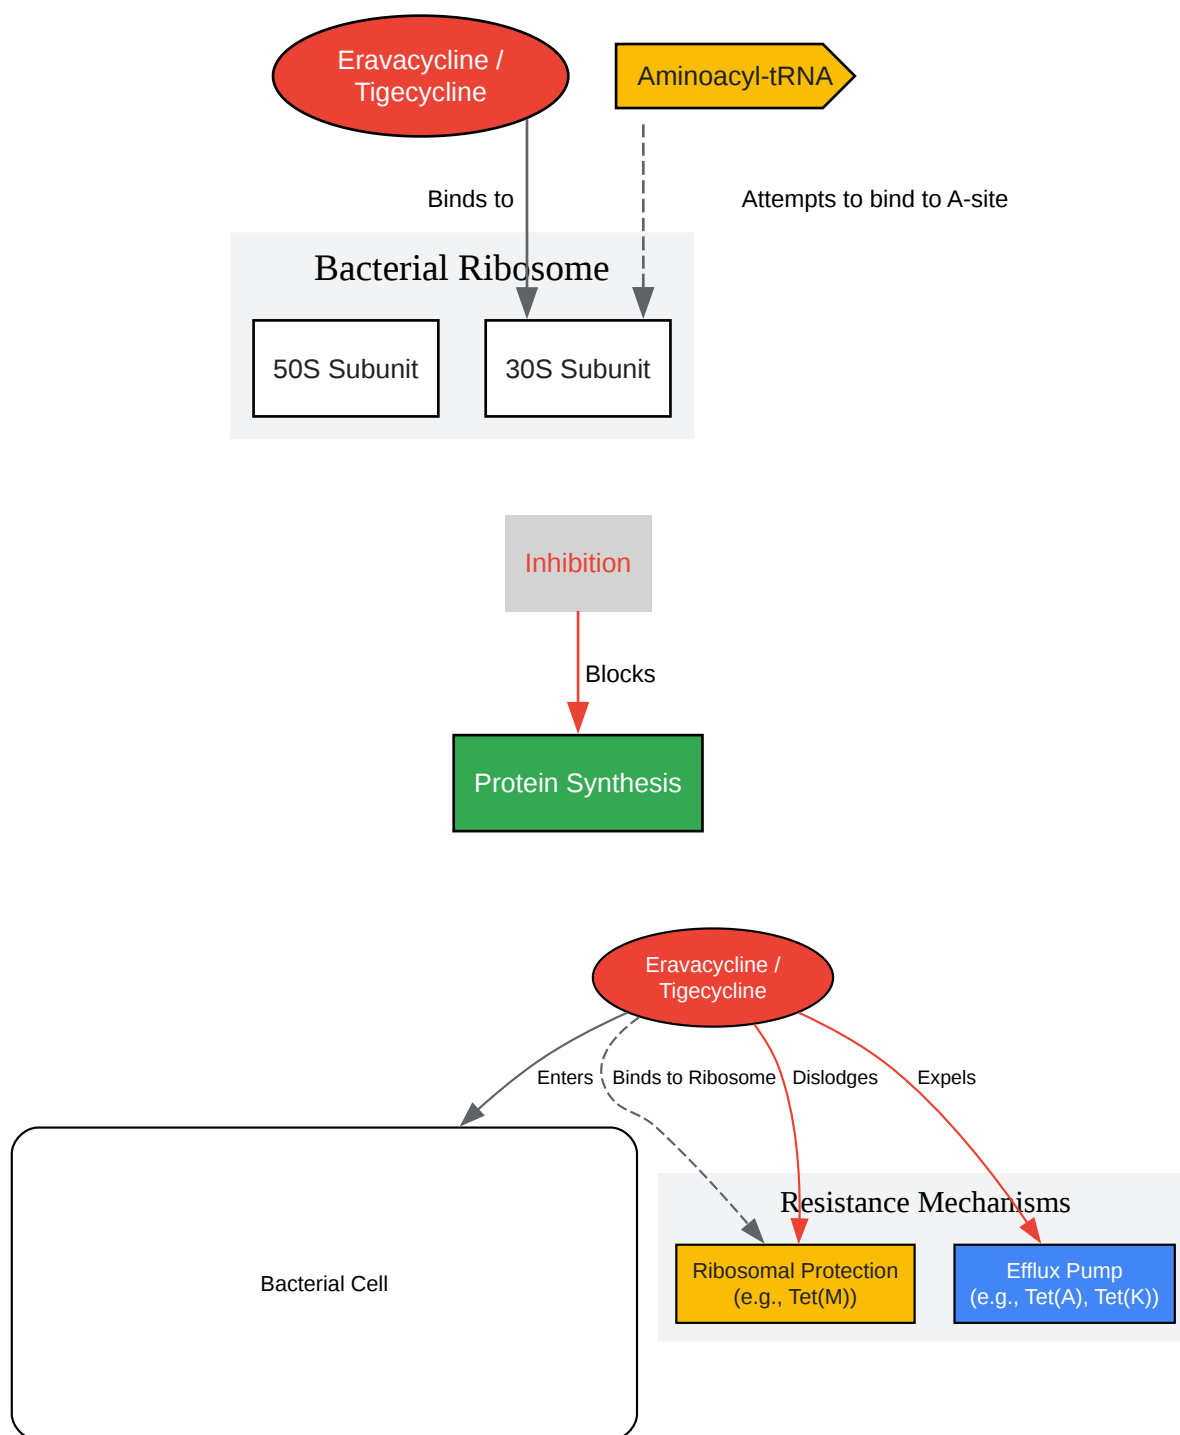 Eravacycline /
Tigecycline
Aminoacyl-tRNA
Binds to
Attempts to bind to A-site
Bacterial Ribosome
50S Subunit
30S Subunit
Inhibition
Blocks
Protein Synthesis
Eravacycline /
Tigecycline
Enters
Binds to Ribosome
Dislodges
Expels
Resistance Mechanisms
Ribosomal Protection
(e.g., Tet(M))
Efflux Pump
(e.g., Tet(A), Tet(K))
Bacterial Cell